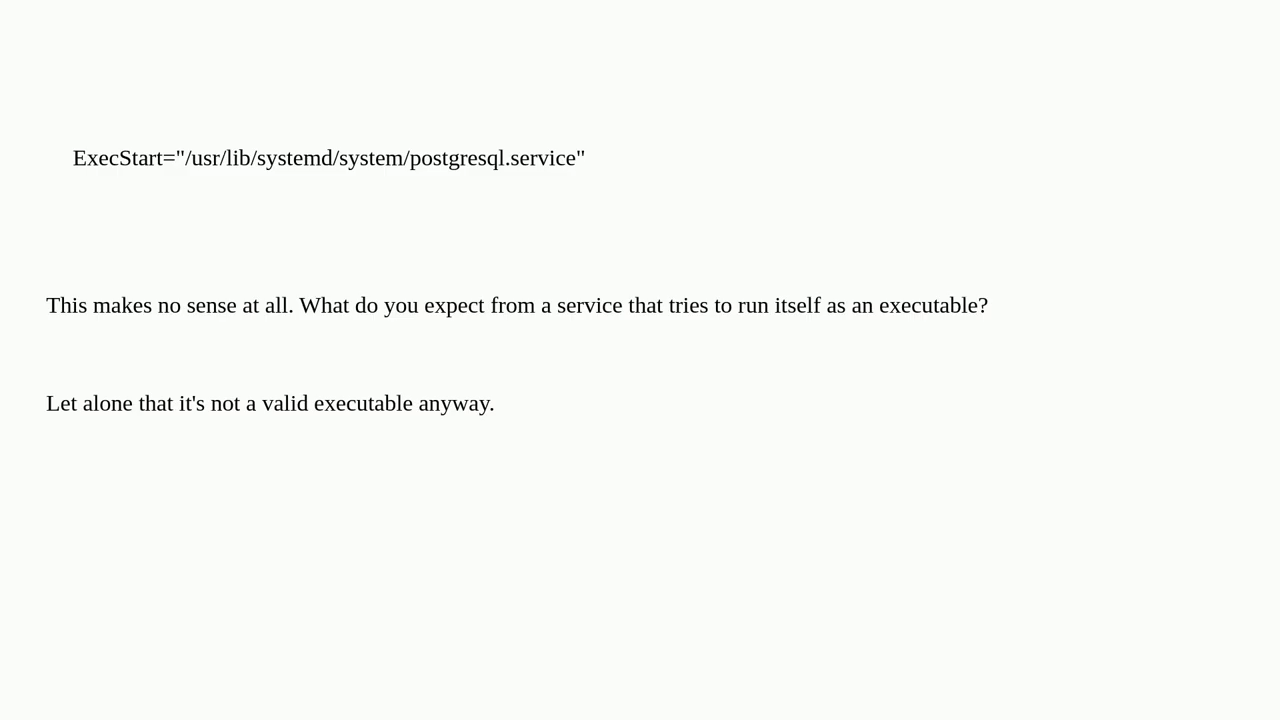 ExecStart="/usr/lib/systemd/system/postgresql.service"
This makes no sense at all. What do you expect from a service that tries to run itself as an executable?
Let alone that it's not a valid executable anyway.